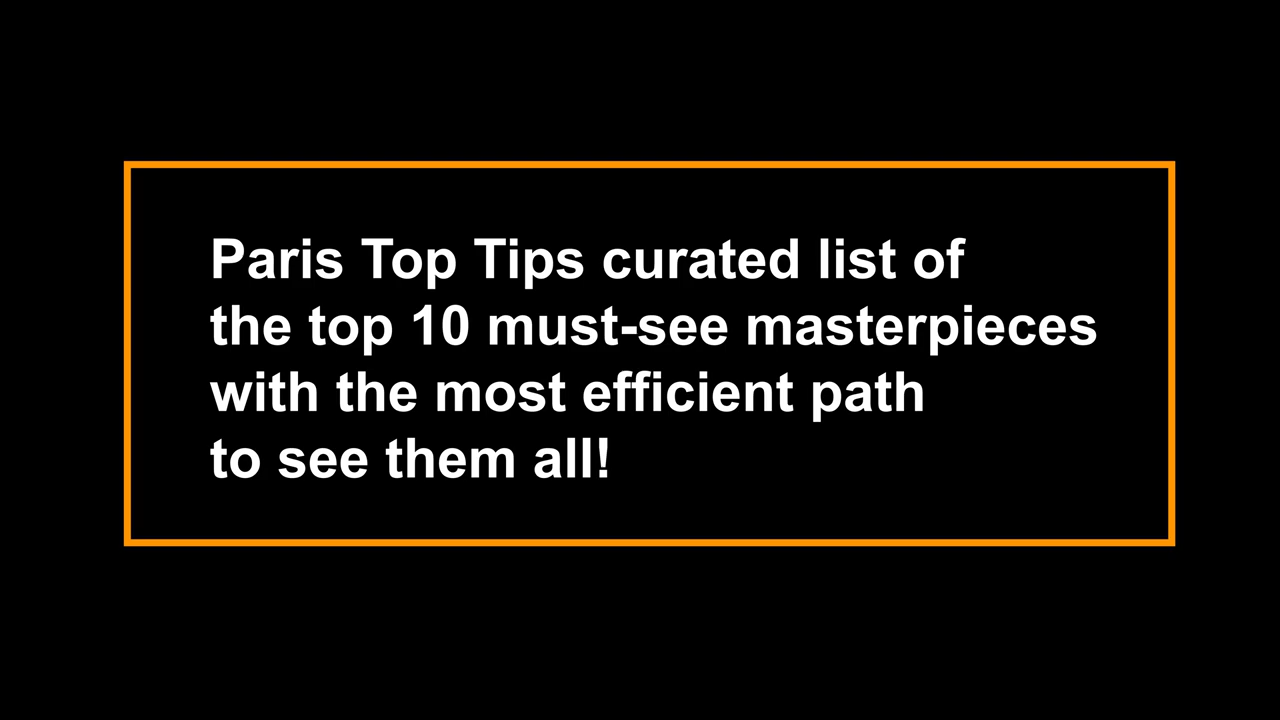 Paris Top Tips curated list of
the top 10 must-see masterpieces
with the most efficient path
to see them all!